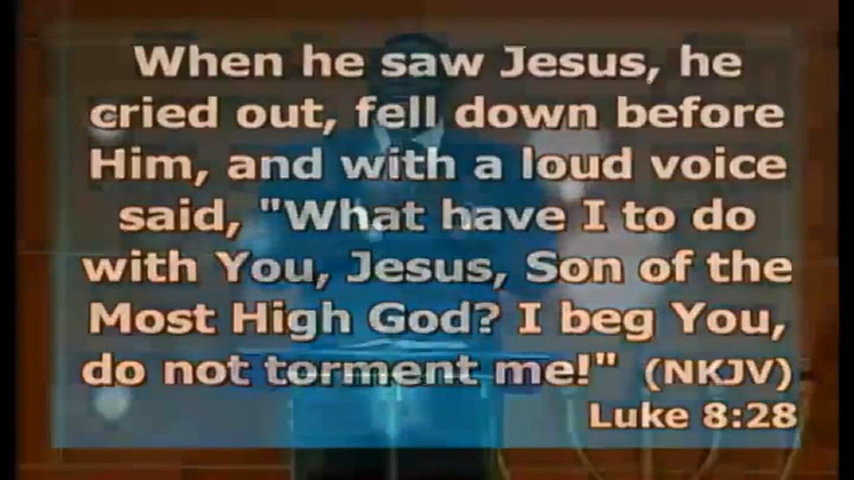 When he saw Jesus, he
cried out, fell down before
Him, and with a loud voice
said, "What have I to do
with You, Jesus, Son of the
Most High God? I beg You,
do not torment me!" (NKJV)
Luke 8:28